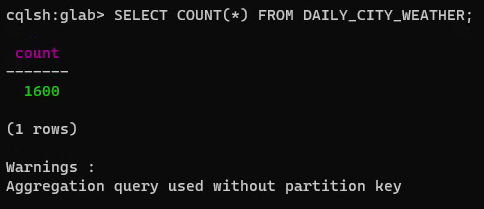 cqlsh:glab> SELECT COUNT(*) FROM DAILY_CITY_WEATHER;
count
-------
1600
(1 rows)
Warnings :
Aggregation query used without partition key